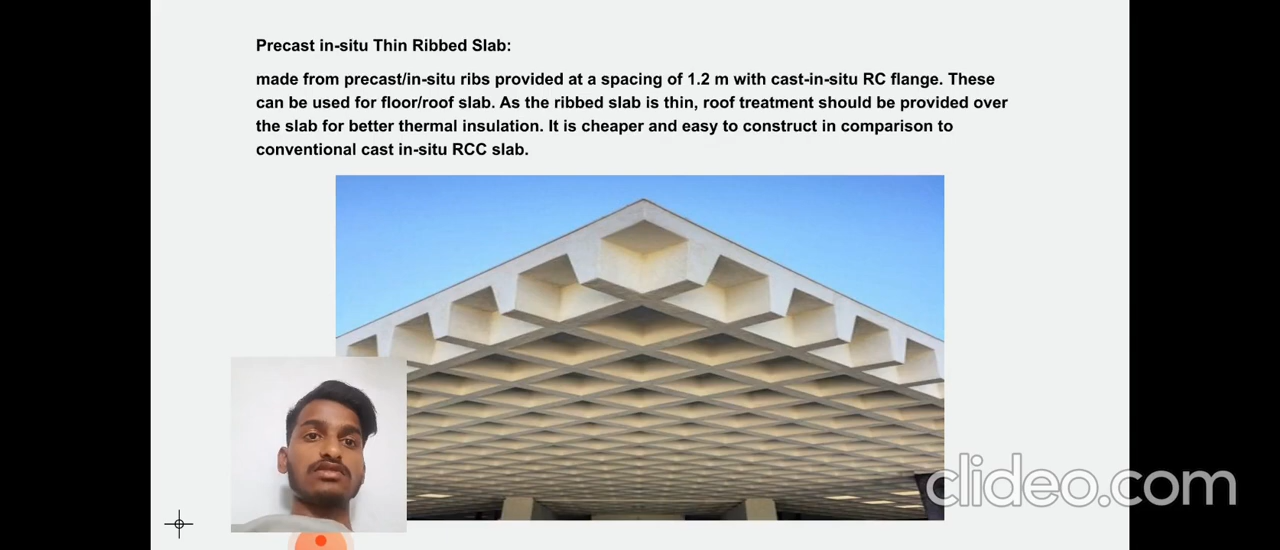 Precast in-situ Thin Ribbed Slab:
made from precast/in-situ ribs provided at a spacing of 1.2 m with cast-in-situ RC flange. These
can be used for floor/roof slab. As the ribbed slab is thin, roof treatment should be provided over
the slab for better thermal insulation. It is cheaper and easy to construct in comparison to
conventional cast in-situ RCC slab.
clideo.com